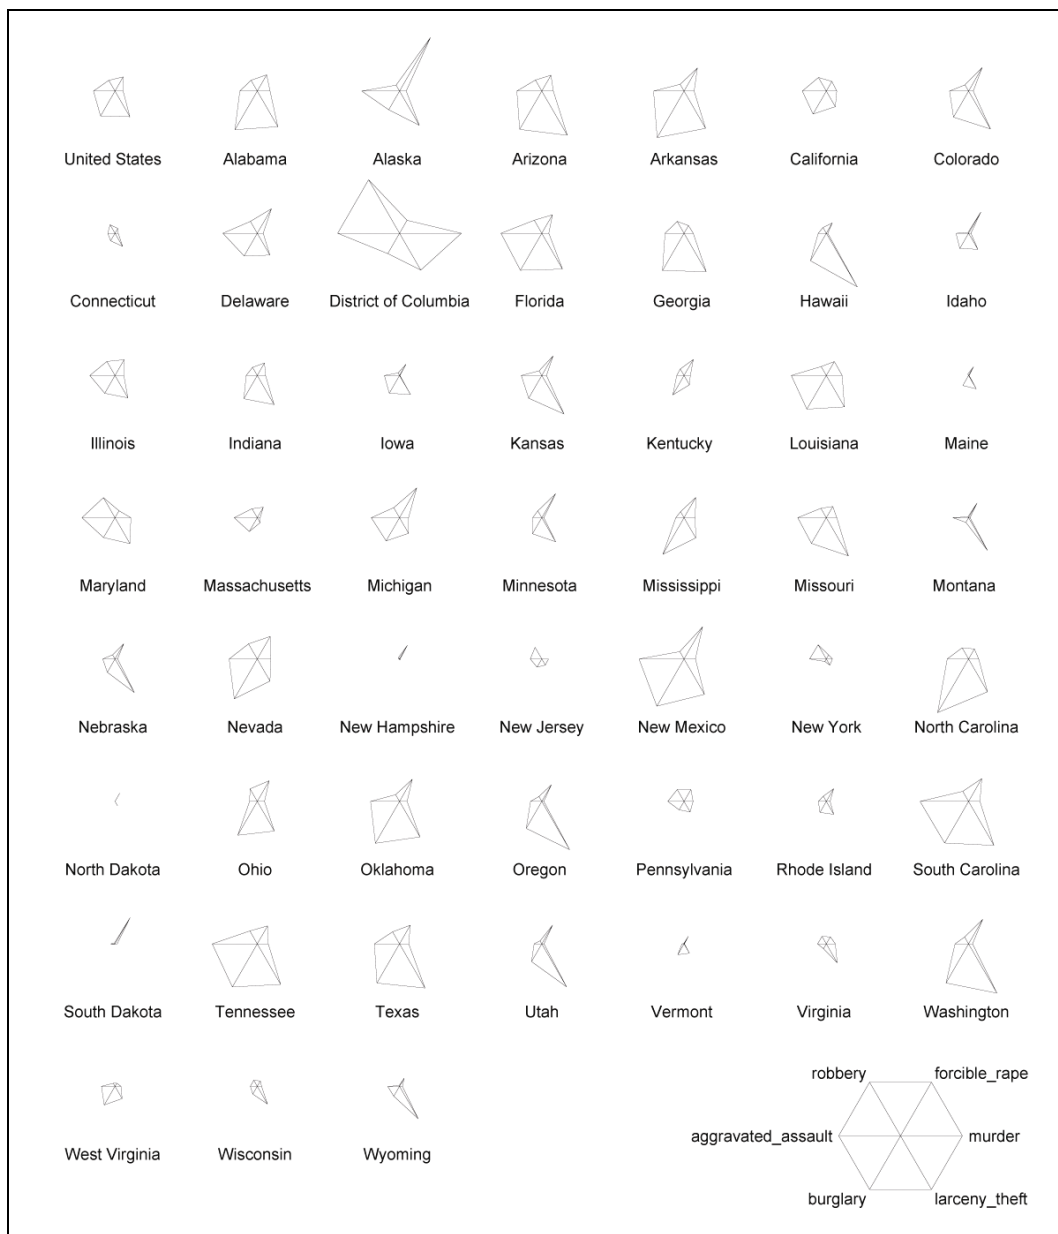 United States Alabama Alaska Arizona Arkansas California Colorado
Connecticut Delaware District of Columbia Florida Georgia Hawaii Idaho
Illinois Indiana Iowa Kansas Kentucky Louisiana Maine
Maryland Massachusetts Michigan Minnesota Mississippi Missouri Montana
Nebraska Nevada New Hampshire New Jersey New Mexico New York North Carolina
North Dakota Ohio Oklahoma Oregon Pennsylvania Rhode Island South Carolina
South Dakota Tennessee Texas Utah Vermont Virginia Washington
West Virginia Wisconsin Wyoming
robbery forcible_rape
aggravated_assault murder
burglary larceny_theft